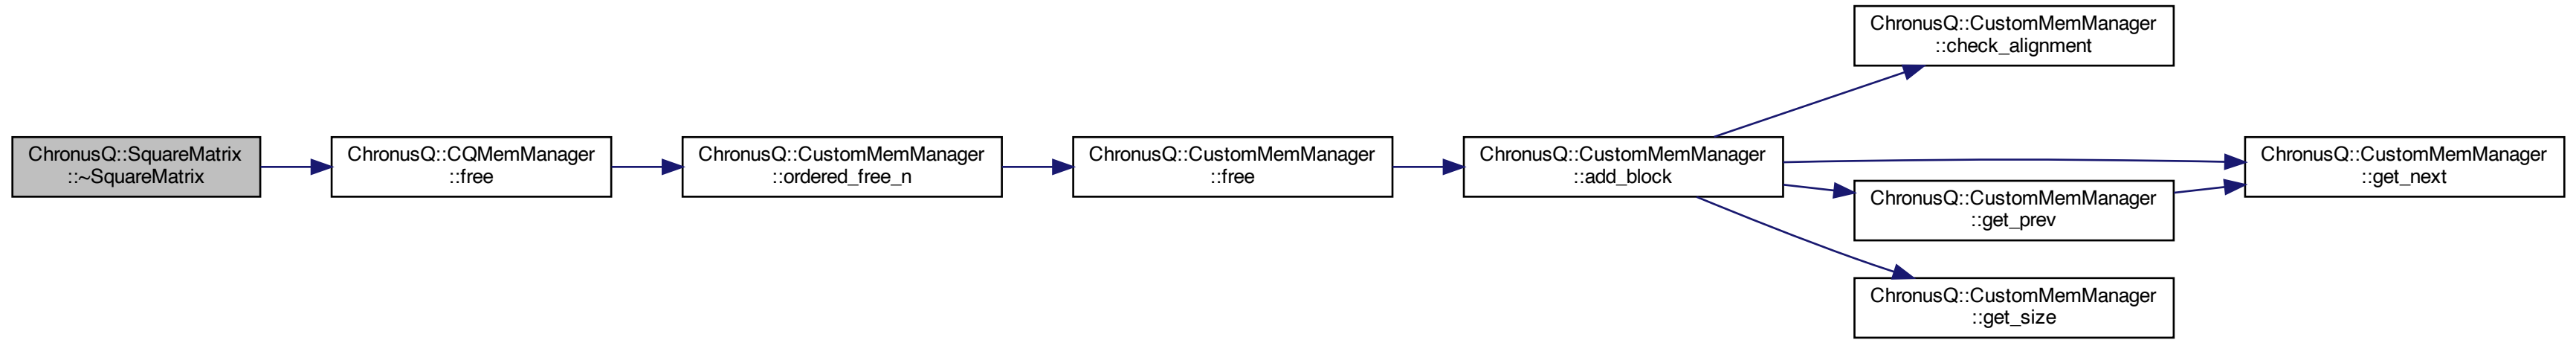 ChronusQ::SquareMatrix
::~SquareMatrix
ChronusQ::CQMemManager
::free
ChronusQ::CustomMemManager
::ordered_free_n
ChronusQ::CustomMemManager
::free
ChronusQ::CustomMemManager
::add_block
ChronusQ::CustomMemManager
::check_alignment
ChronusQ::CustomMemManager
::get_next
ChronusQ::CustomMemManager
::get_prev
ChronusQ::CustomMemManager
::get_size